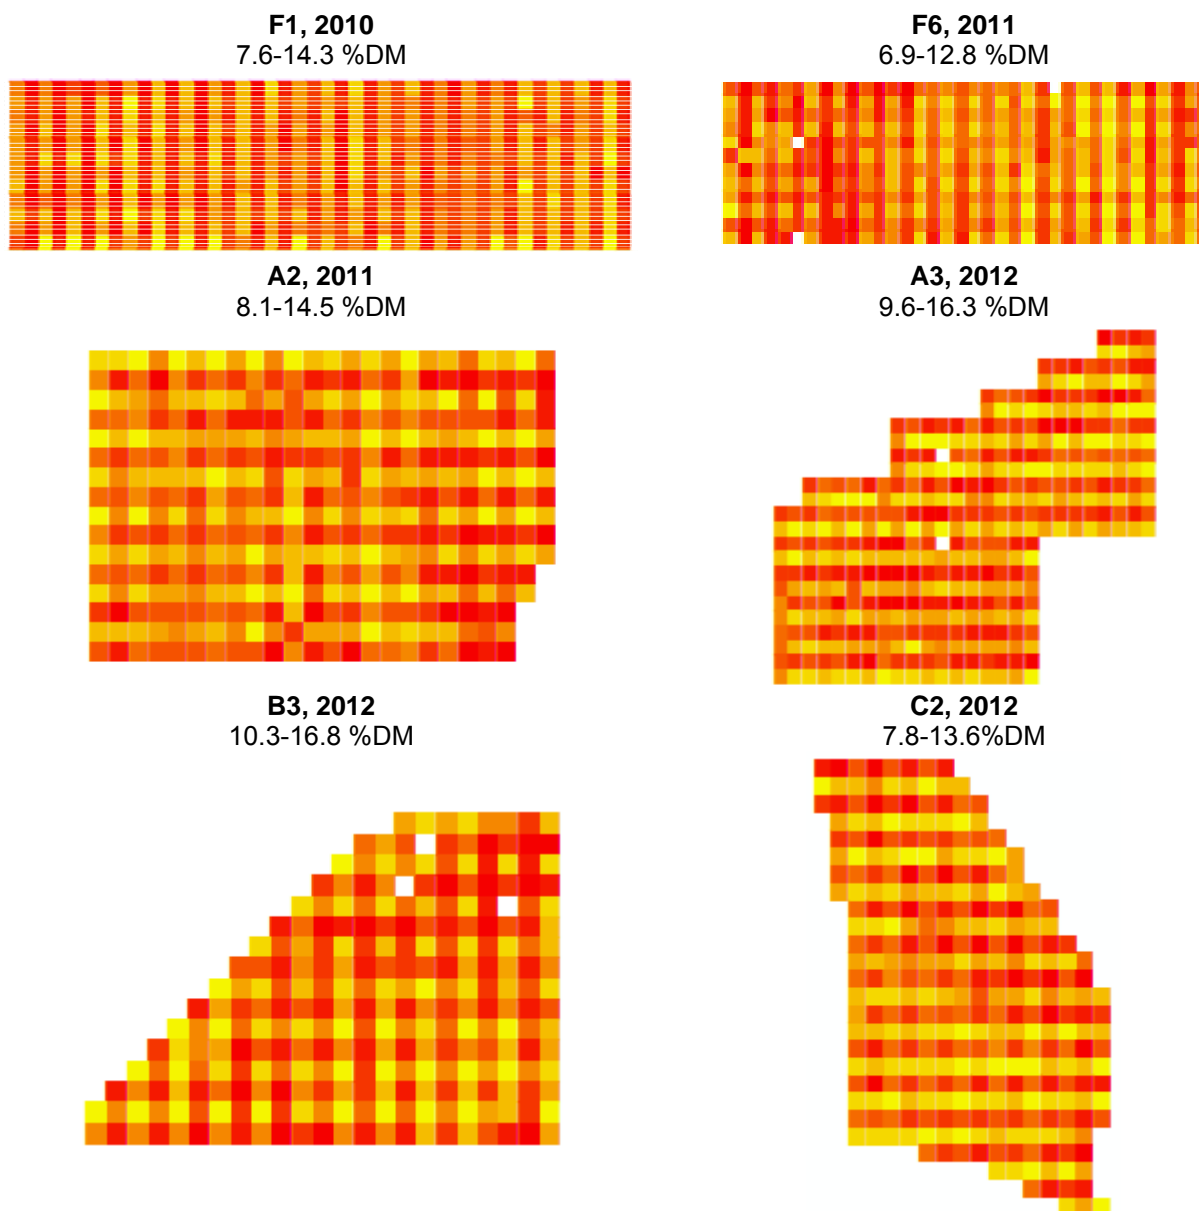 F1, 2010
7.6-14.3 %DM
F6, 2011
6.9-12.8 %DM
A2, 2011
8.1-14.5 %DM
A3, 2012
9.6-16.3 %DM
B3, 2012
10.3-16.8 %DM
C2, 2012
7.8-13.6%DM